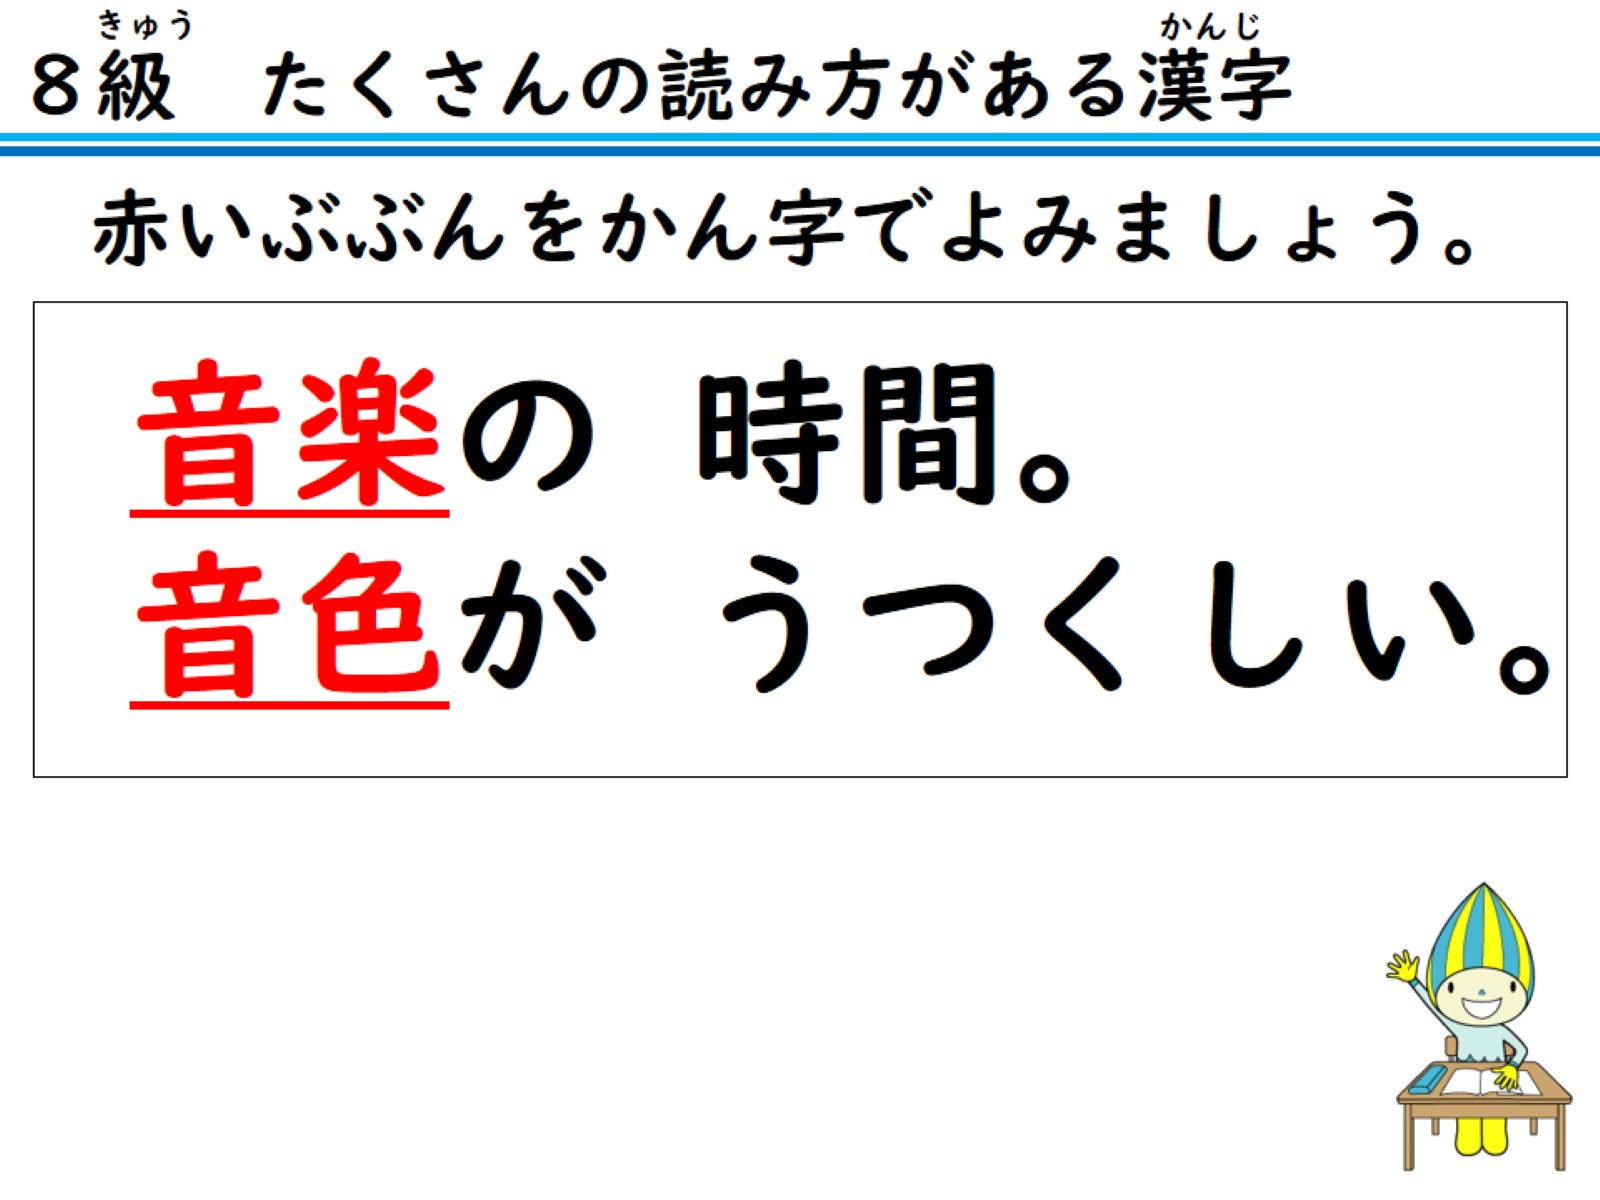 きゅう かんじ
8級 たくさんの読み方がある漢字
赤いぶぶんをかん字でよみましょう。
音楽の 時間。
音色が うつくしい。